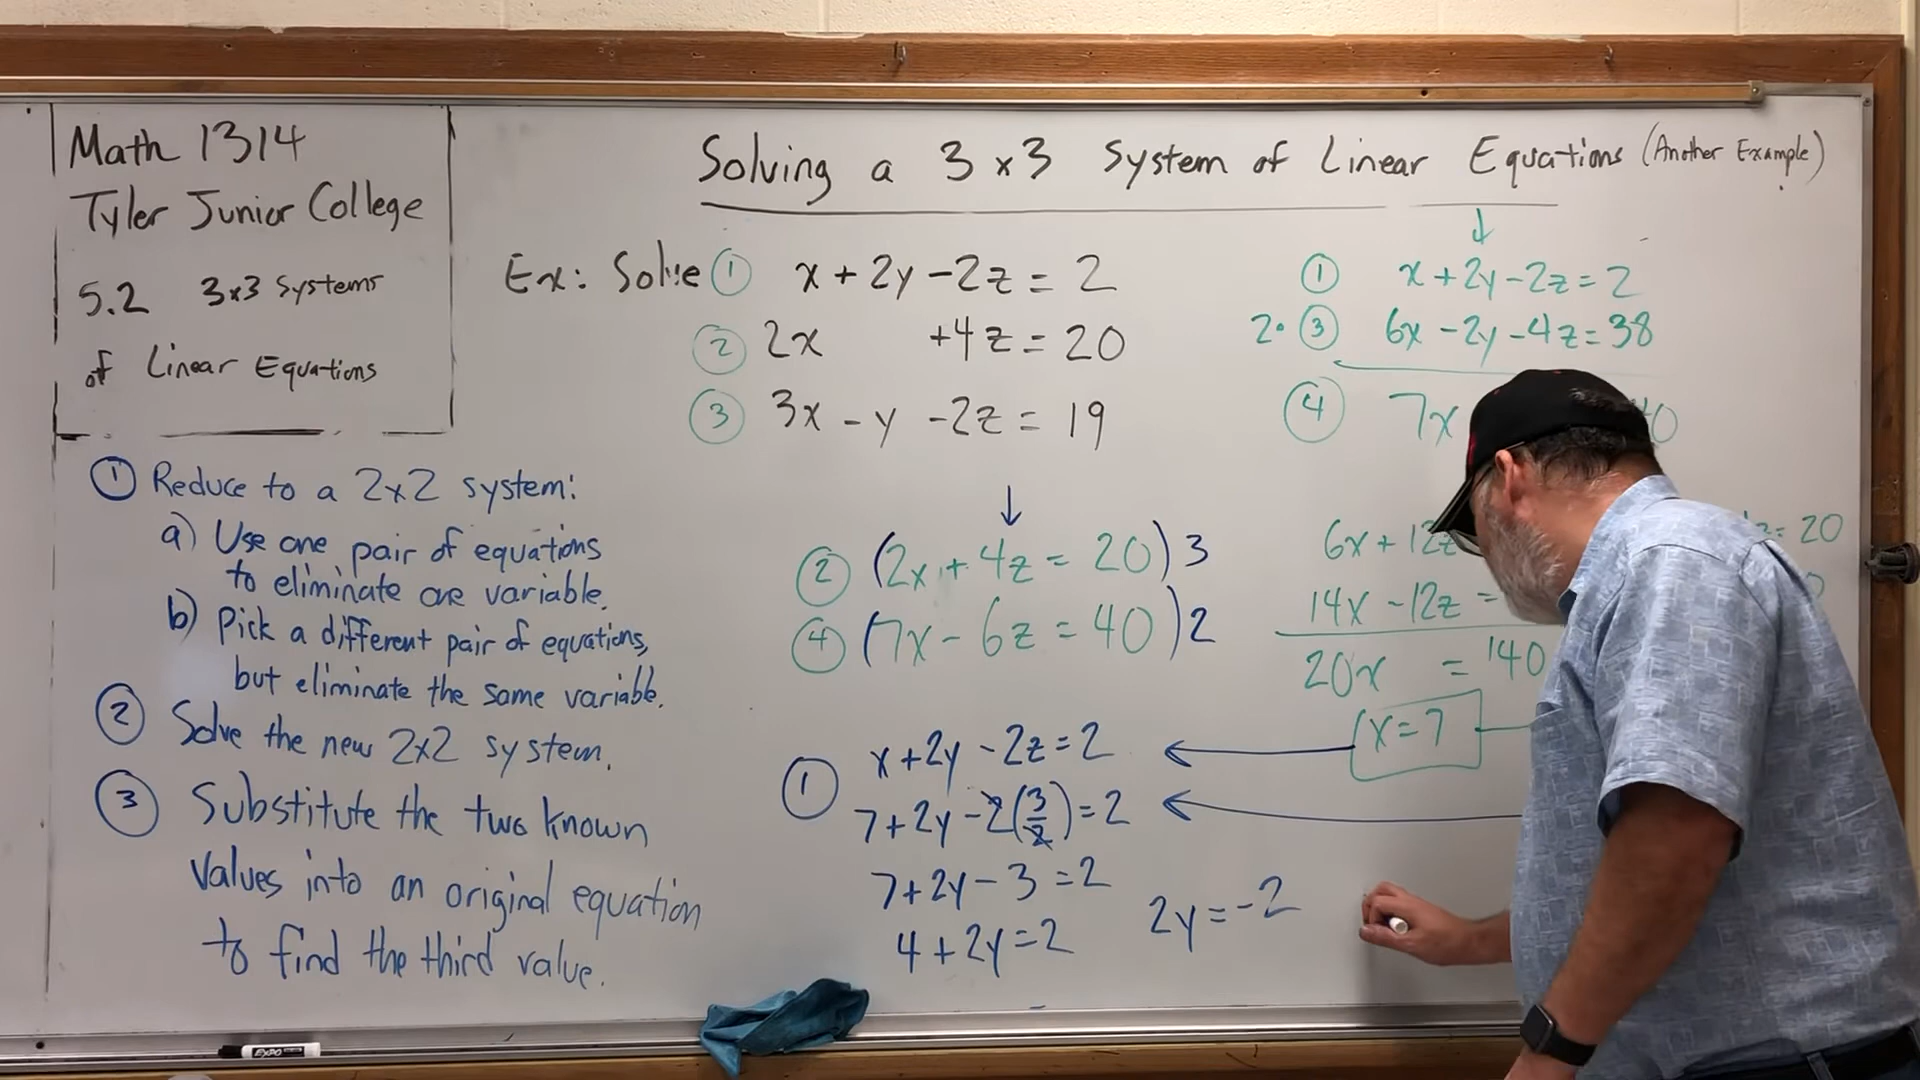 Math 1314
Tyler Junior College
5.2 3x3 Systems
of Linear Equations
Solving a 3x3 System of Linear Equations (Another Example)
Ex: Solve
① x + 2y - 2z = 2
② 2x + 4z = 20
③ 3x - y - 2z = 19
① x + 2y - 2z = 2
2• ③ 6x - 2y - 4z = 38
④ 7x
① Reduce to a 2x2 system:
a) Use one pair of equations
to eliminate one variable.
b) Pick a different pair of equations,
but eliminate the same variable.
② Solve the new 2x2 system.
③ Substitute the two known
values into an original equation
to find the third value.
② (2x + 4z = 20) 3
④ (7x - 6z = 40) 2
6x + 12z
14x - 12z =
20x = 140
x = 7
z = 20
① x + 2y - 2z = 2
7 + 2y - 2(3/2) = 2
7 + 2y - 3 = 2
4 + 2y = 2
2y = -2
EXPO